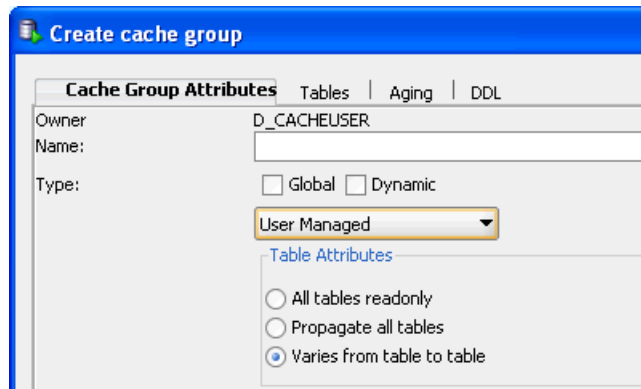 Create cache group
Cache Group Attributes Tables Aging DDL
Owner D_CACHEUSER
Name:
Type: Global Dynamic
User Managed
Table Attributes
All tables readonly
Propagate all tables
Varies from table to table